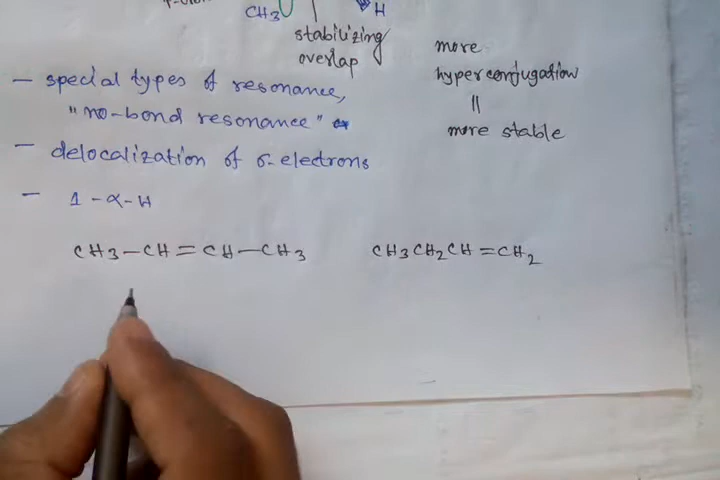 CH3
H
stabilizing
overlap
more
hyperconjugation
=
more stable
- special types of resonance,
"no-bond resonance"
- delocalization of σ-electrons
- 1-α-H
CH3-CH=CH-CH3
CH3CH2CH=CH2